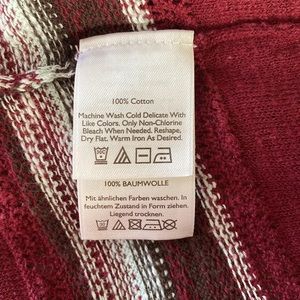 100% Cotton
Machine Wash Cold Delicate With
Like Colors. Only Non-Chlorine
Bleach When Needed. Reshape,
Dry Flat. Warm Iron As Desired.
100% BAUMWOLLE
Mit ähnlichen Farben waschen. In
feuchtem Zustand in Form ziehen.
Liegend trocknen.